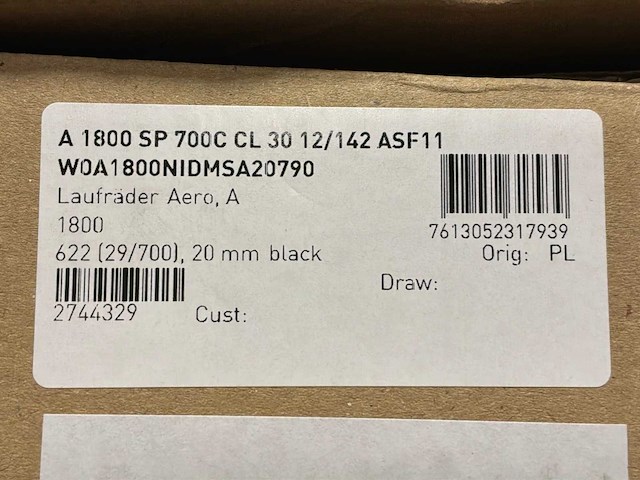 A 1800 SP 700C CL 30 12/142 ASF11
W0A1800NIDMSA20790
Laufräder Aero, A
1800
7613052317939
622 (29/700), 20 mm black
Orig: PL
Draw:
2744329 Cust: